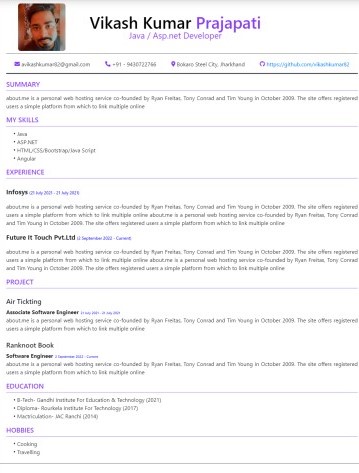 Vikash Kumar Prajapati
Java / Asp.net Developer
avikashkumar82@gmail.com +91 - 9430722766 Bokaro Steel City, Jharkhand https://github.com/vikashkumar82
SUMMARY
about.me is a personal web hosting service co-founded by Ryan Freitas, Tony Conrad and Tim Young in October 2009. The site offers registered
users a simple platform from which to link multiple online
MY SKILLS
• Java
• ASP.NET
• HTML/CSS/Bootstrap/Java Script
• Angular
EXPERIENCE
Infosys (21 July 2021 - 21 July 2021)
about.me is a personal web hosting service co-founded by Ryan Freitas, Tony Conrad and Tim Young in October 2009. The site offers registered
users a simple platform from which to link multiple online about.me is a personal web hosting service co-founded by Ryan Freitas, Tony Conrad
and Tim Young in October 2009. The site offers registered users a simple platform from which to link multiple online
Future It Touch Pvt.Ltd (2 September 2022 - Current)
about.me is a personal web hosting service co-founded by Ryan Freitas, Tony Conrad and Tim Young in October 2009. The site offers registered
users a simple platform from which to link multiple online about.me is a personal web hosting service co-founded by Ryan Freitas, Tony Conrad
and Tim Young in October 2009. The site offers registered users a simple platform from which to link multiple online
PROJECT
Air Tickting
Associate Software Engineer 21 July 2021 - 21 July 2021
about.me is a personal web hosting service co-founded by Ryan Freitas, Tony Conrad and Tim Young in October 2009. The site offers registered
users a simple platform from which to link multiple online
Ranknoot Book
Software Engineer 2 September 2022 - Current
about.me is a personal web hosting service co-founded by Ryan Freitas, Tony Conrad and Tim Young in October 2009. The site offers registered
users a simple platform from which to link multiple online
EDUCATION
• B-Tech- Gandhi Institute For Education & Technology (2021)
• Diploma- Rourkela Institute For Technology (2017)
• Mactriculation- JAC Ranchi (2014)
HOBBIES
• Cooking
• Travelling